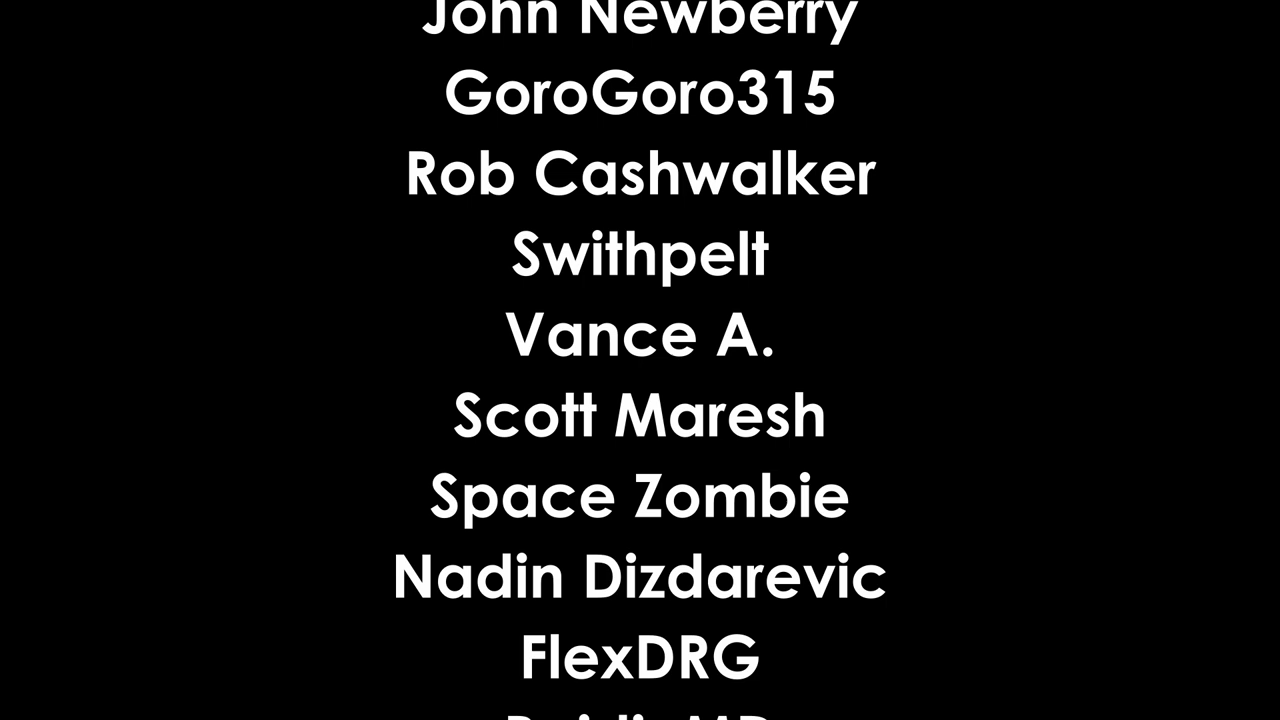 John Newberry
GoroGoro315
Rob Cashwalker
Swithpelt
Vance A.
Scott Maresh
Space Zombie
Nadin Dizdarevic
FlexDRG